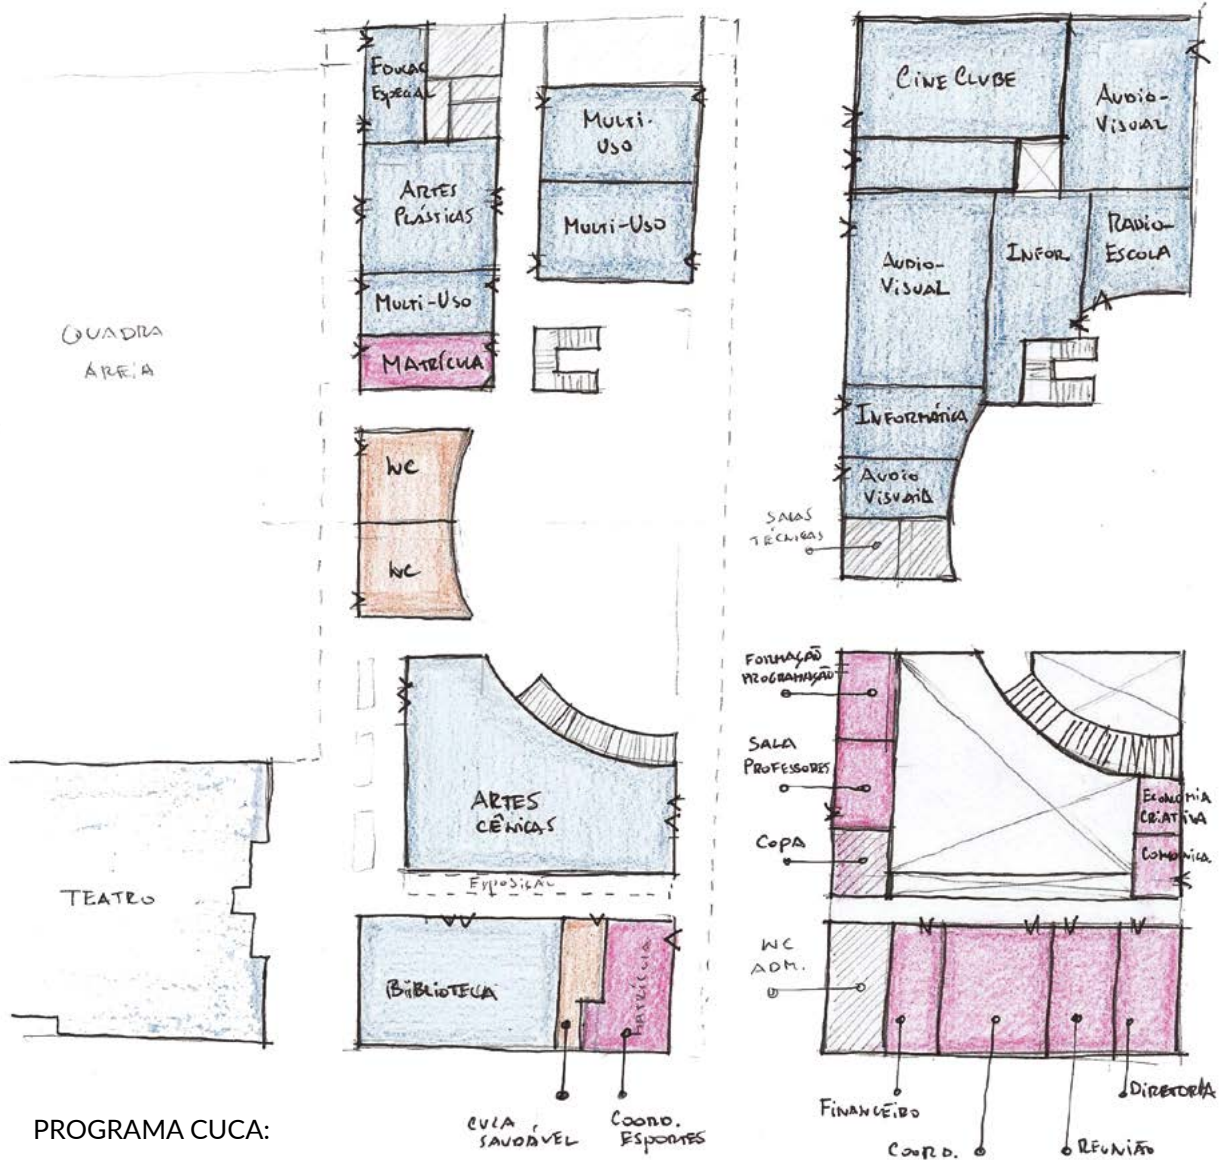 EDUCAÇ
ESPECIAL
ARTES
PLÁSTICAS
MULTI-USO
MATRÍCULA
MULTI-
USO
MULTI-USO
QUADRA
AREIA
WC
WC
ARTES
CÊNICAS
TEATRO
BIBLIOTECA
MATRÍCULA
CUCA
SAUDÁVEL
COORD.
ESPORTES
CINE CLUBE
AUDIO-
VISUAL
AUDIO-
VISUAL
INFOR.
RADIO-
ESCOLA
INFORMÁTICA
AUDIO
VISUAL
SALAS
TÉCNICAS
FORMAÇÃO
PROGRAMAÇÃO
SALA
PROFESSORES
COPA
ECONOMIA
CRIATIVA
COMUNICA.
WC
ADM.
FINANCEIRO
COORD.
REUNIÃO
DIRETORIA
PROGRAMA CUCA: